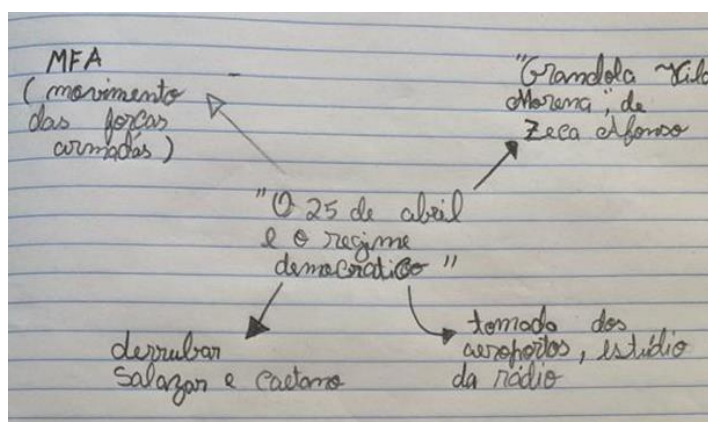 MFA
(movimento
das forças
armadas)
"Grandola Vila
Morena", de
Zeca Afonso
"O 25 de abril
e o regime
democratico"
derrubar
Salazar e Caetano
tomada dos
aeroportos, estúdio
da rádio